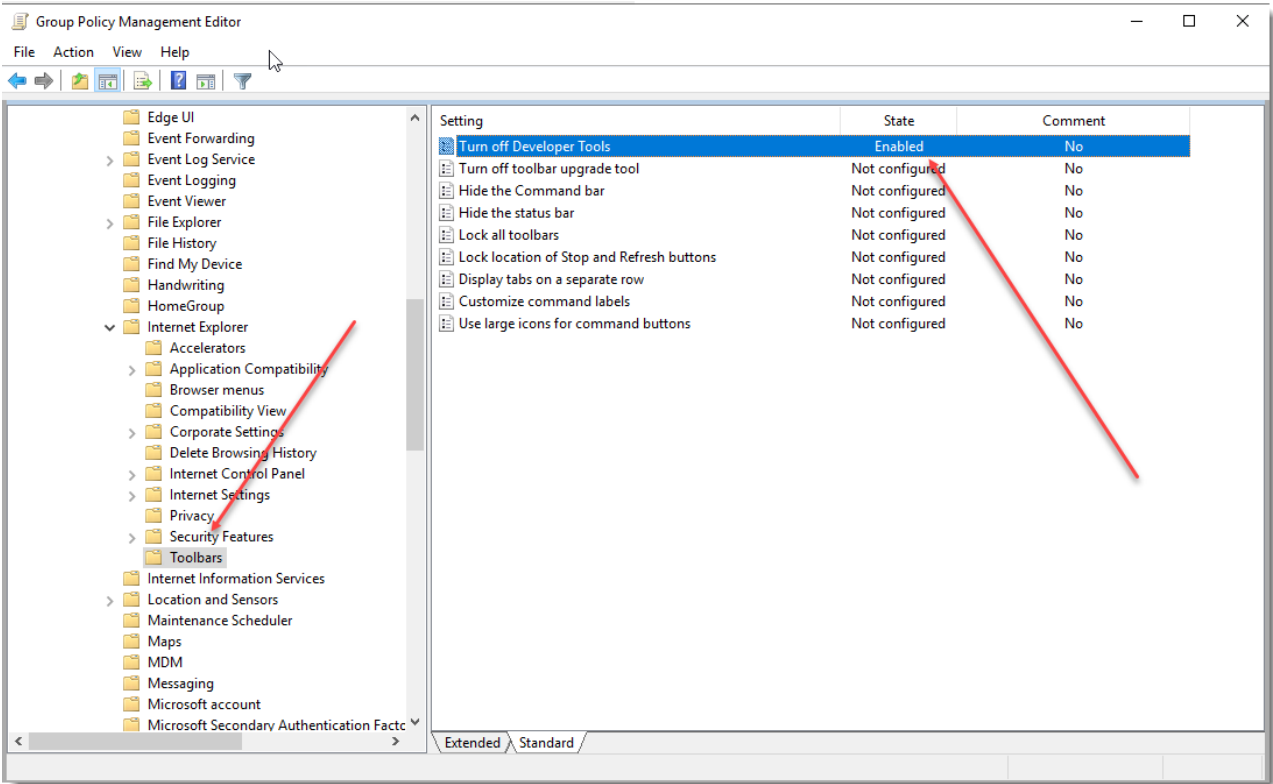 Group Policy Management Editor
File Action View Help
Edge UI
Event Forwarding
Event Log Service
Event Logging
Event Viewer
File Explorer
File History
Find My Device
Handwriting
HomeGroup
Internet Explorer
Accelerators
Application Compatibility
Browser menus
Compatibility View
Corporate Settings
Delete Browsing History
Internet Control Panel
Internet Settings
Privacy
Security Features
Toolbars
Internet Information Services
Location and Sensors
Maintenance Scheduler
Maps
MDM
Messaging
Microsoft account
Microsoft Secondary Authentication Factc
Setting State Comment
Turn off Developer Tools Enabled No
Turn off toolbar upgrade tool Not configured No
Hide the Command bar Not configured No
Hide the status bar Not configured No
Lock all toolbars Not configured No
Lock location of Stop and Refresh buttons Not configured No
Display tabs on a separate row Not configured No
Customize command labels Not configured No
Use large icons for command buttons Not configured No
Extended Standard